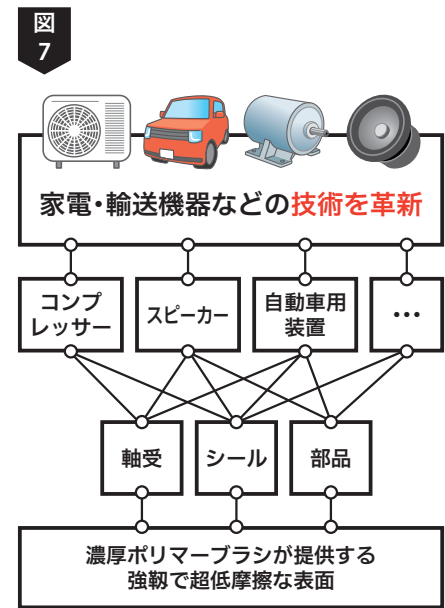 図
7
家電・輸送機器などの技術を革新
コンプ
レッサー
スピーカー
自動車用
装置
…
軸受
シール
部品
濃厚ポリマーブラシが提供する
強靱で超低摩擦な表面